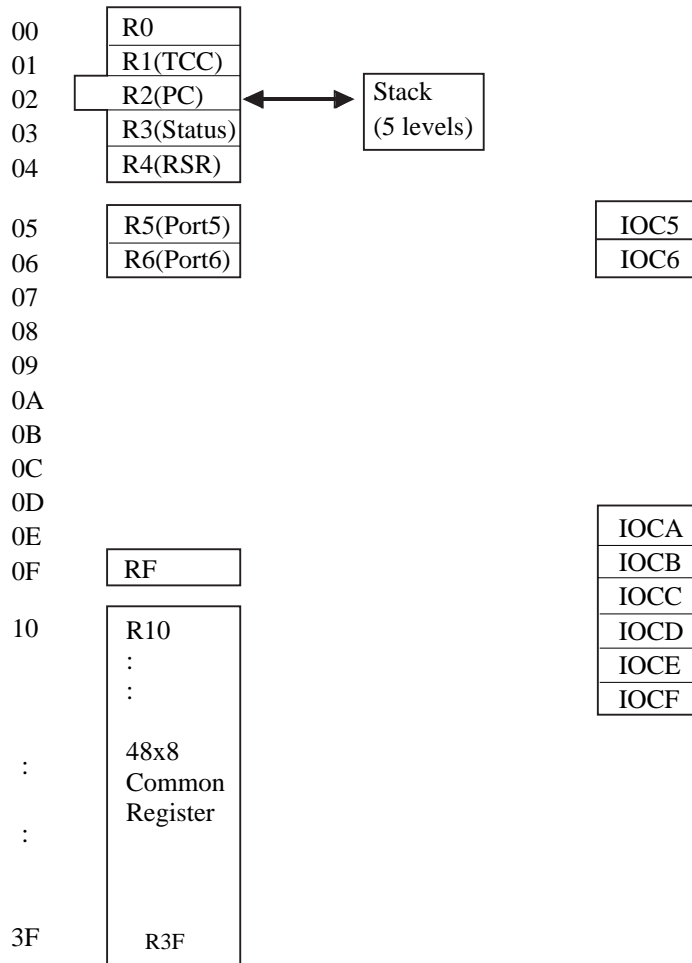 00 R0
01 R1(TCC)
02 R2(PC) Stack
03 R3(Status) (5 levels)
04 R4(RSR)
05 R5(Port5) IOC5
06 R6(Port6) IOC6
07
08
09
0A
0B
0C
0D
0E IOCA
0F RF IOCB
IOCC
10 R10 IOCD
: IOCE
: IOCF
48x8
: Common
Register
:
3F R3F